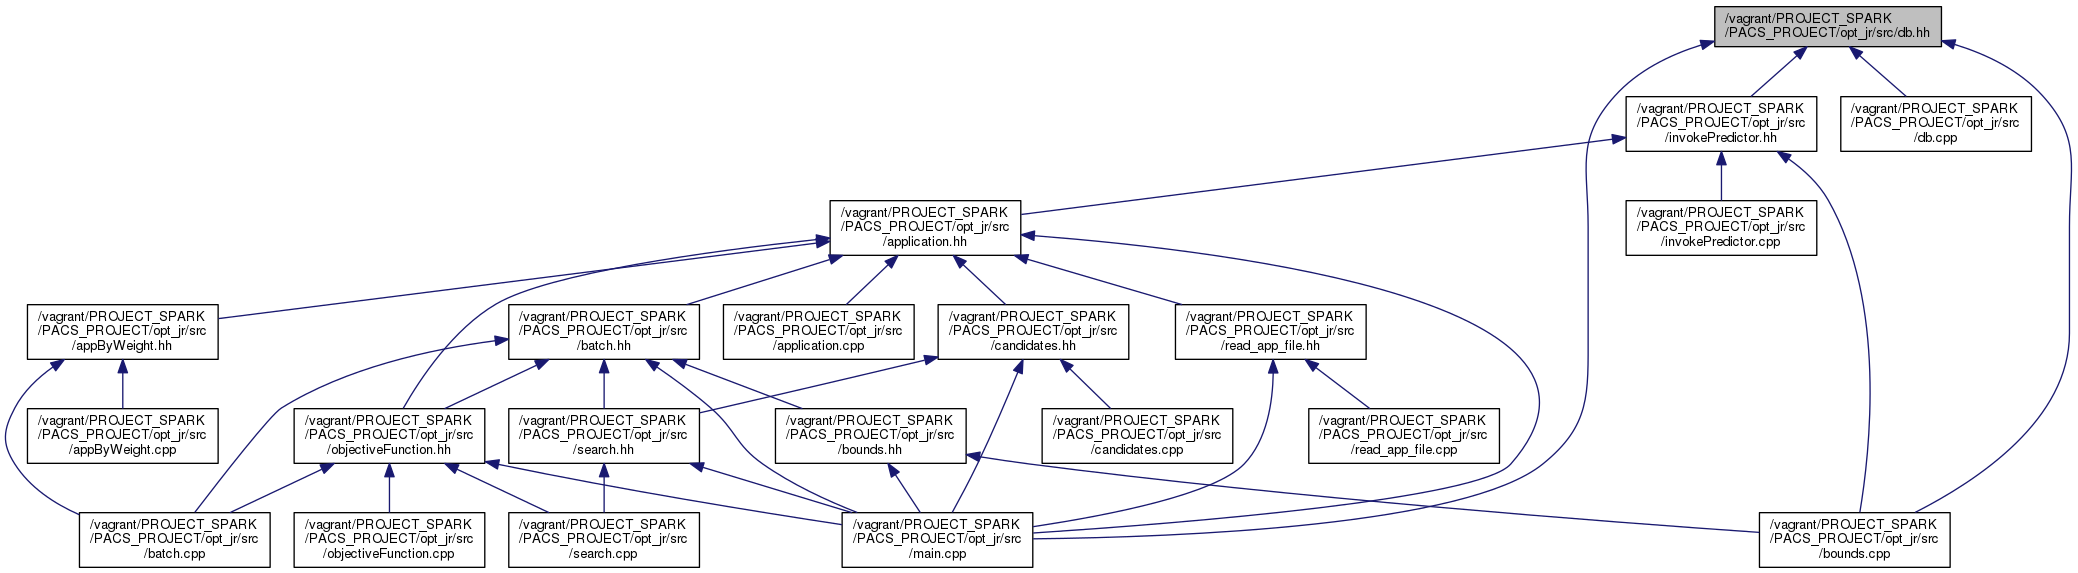 /vagrant/PROJECT_SPARK
/PACS_PROJECT/opt_jr/src/db.hh
/vagrant/PROJECT_SPARK
/PACS_PROJECT/opt_jr/src
/invokePredictor.hh
/vagrant/PROJECT_SPARK
/PACS_PROJECT/opt_jr/src
/db.cpp
/vagrant/PROJECT_SPARK
/PACS_PROJECT/opt_jr/src
/application.hh
/vagrant/PROJECT_SPARK
/PACS_PROJECT/opt_jr/src
/invokePredictor.cpp
/vagrant/PROJECT_SPARK
/PACS_PROJECT/opt_jr/src
/appByWeight.hh
/vagrant/PROJECT_SPARK
/PACS_PROJECT/opt_jr/src
/batch.hh
/vagrant/PROJECT_SPARK
/PACS_PROJECT/opt_jr/src
/application.cpp
/vagrant/PROJECT_SPARK
/PACS_PROJECT/opt_jr/src
/candidates.hh
/vagrant/PROJECT_SPARK
/PACS_PROJECT/opt_jr/src
/read_app_file.hh
/vagrant/PROJECT_SPARK
/PACS_PROJECT/opt_jr/src
/appByWeight.cpp
/vagrant/PROJECT_SPARK
/PACS_PROJECT/opt_jr/src
/objectiveFunction.hh
/vagrant/PROJECT_SPARK
/PACS_PROJECT/opt_jr/src
/search.hh
/vagrant/PROJECT_SPARK
/PACS_PROJECT/opt_jr/src
/bounds.hh
/vagrant/PROJECT_SPARK
/PACS_PROJECT/opt_jr/src
/candidates.cpp
/vagrant/PROJECT_SPARK
/PACS_PROJECT/opt_jr/src
/read_app_file.cpp
/vagrant/PROJECT_SPARK
/PACS_PROJECT/opt_jr/src
/batch.cpp
/vagrant/PROJECT_SPARK
/PACS_PROJECT/opt_jr/src
/objectiveFunction.cpp
/vagrant/PROJECT_SPARK
/PACS_PROJECT/opt_jr/src
/search.cpp
/vagrant/PROJECT_SPARK
/PACS_PROJECT/opt_jr/src
/main.cpp
/vagrant/PROJECT_SPARK
/PACS_PROJECT/opt_jr/src
/bounds.cpp